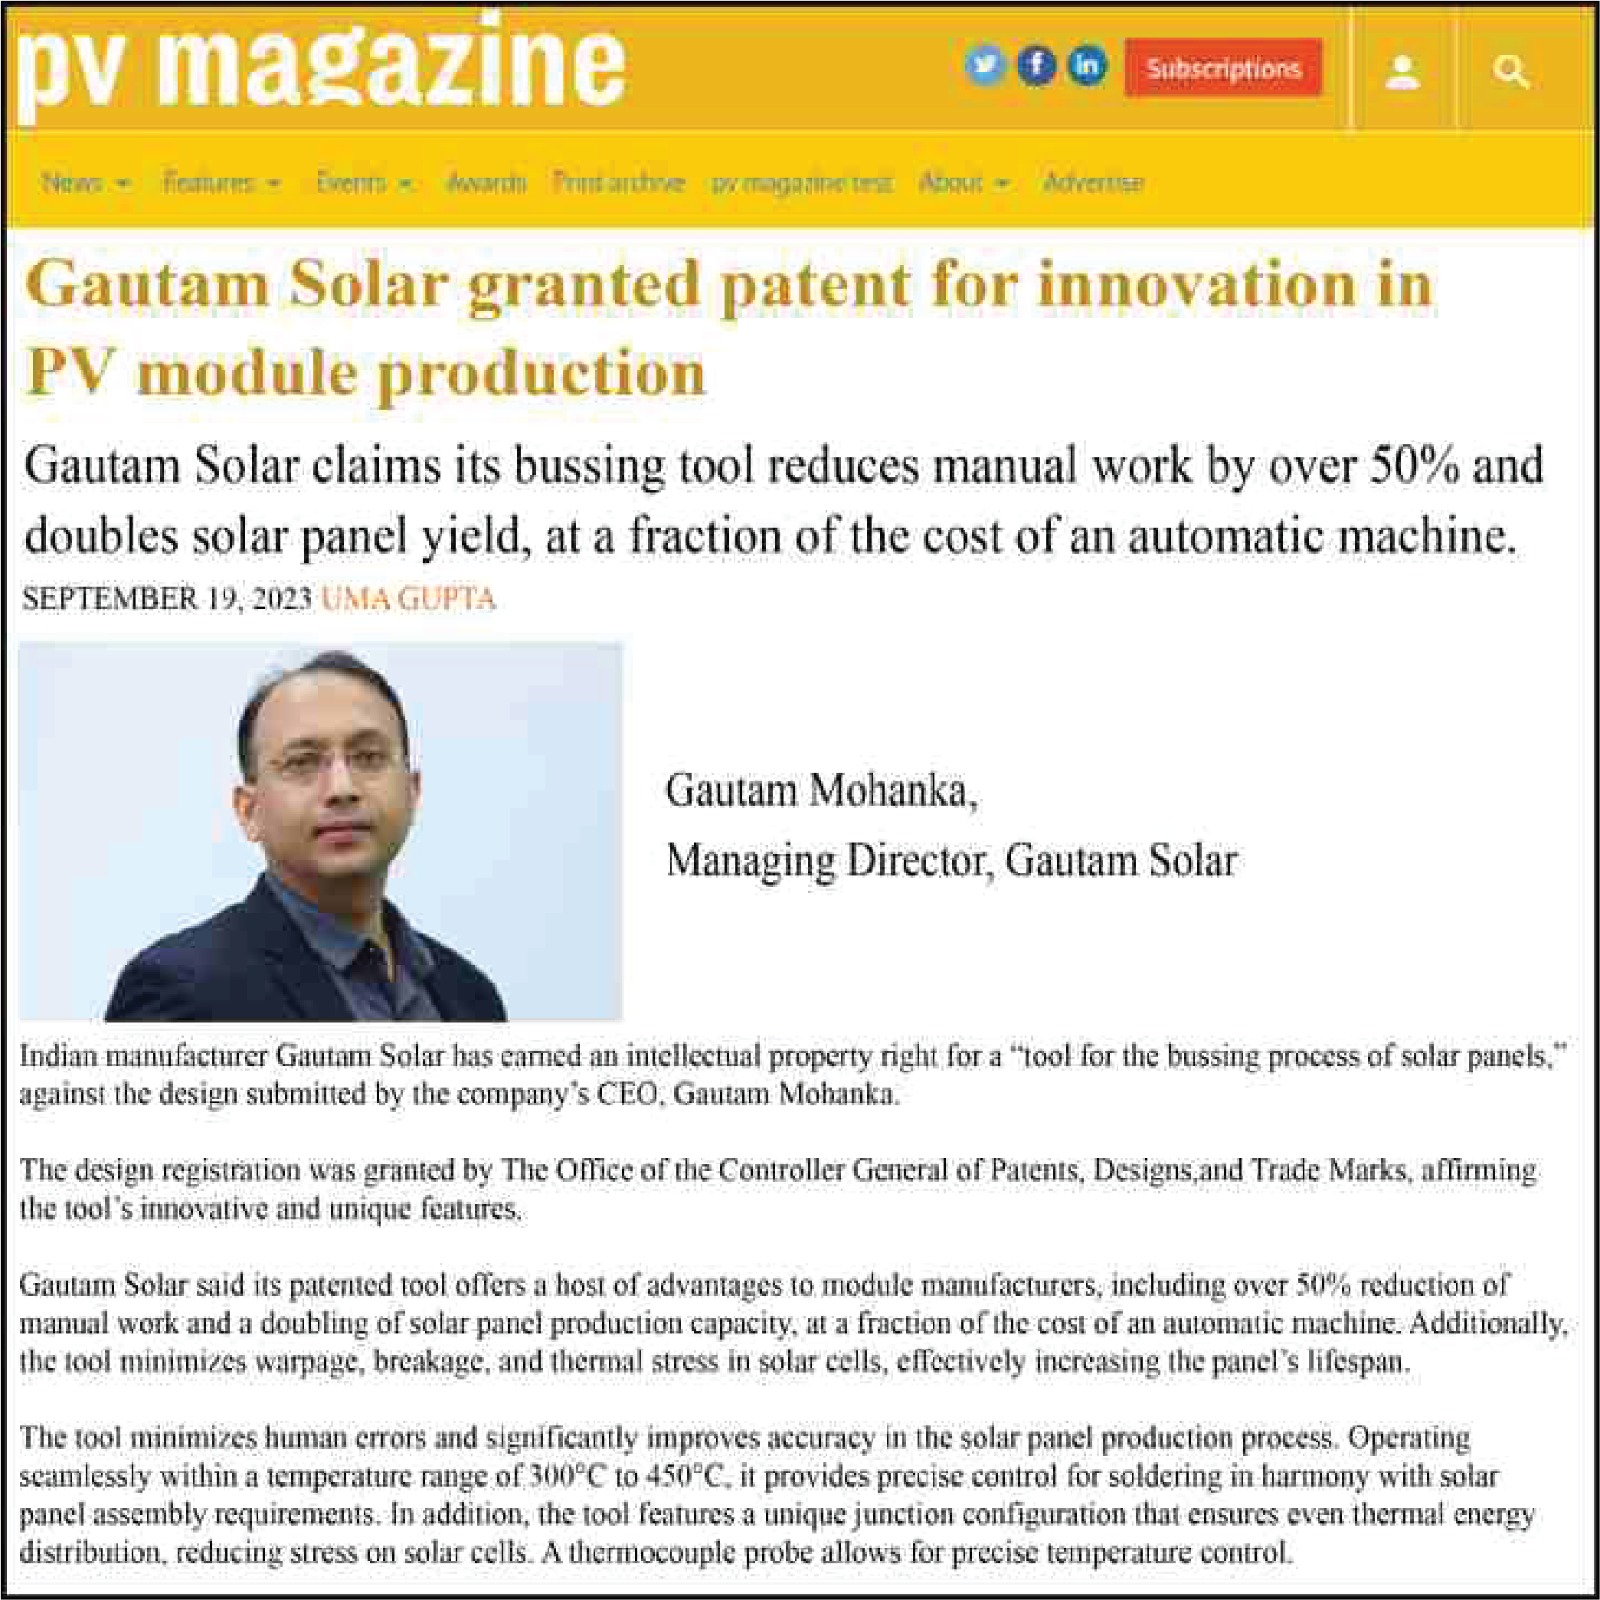 pv magazine
Subscriptions
News Features Events Awards Print archive pv magazine test About Advertise
Gautam Solar granted patent for innovation in
PV module production
Gautam Solar claims its bussing tool reduces manual work by over 50% and
doubles solar panel yield, at a fraction of the cost of an automatic machine.
SEPTEMBER 19, 2023 UMA GUPTA
Gautam Mohanka,
Managing Director, Gautam Solar
Indian manufacturer Gautam Solar has earned an intellectual property right for a “tool for the bussing process of solar panels,”
against the design submitted by the company’s CEO, Gautam Mohanka.
The design registration was granted by The Office of the Controller General of Patents, Designs,and Trade Marks, affirming
the tool’s innovative and unique features.
Gautam Solar said its patented tool offers a host of advantages to module manufacturers, including over 50% reduction of
manual work and a doubling of solar panel production capacity, at a fraction of the cost of an automatic machine. Additionally,
the tool minimizes warpage, breakage, and thermal stress in solar cells, effectively increasing the panel’s lifespan.
The tool minimizes human errors and significantly improves accuracy in the solar panel production process. Operating
seamlessly within a temperature range of 300°C to 450°C, it provides precise control for soldering in harmony with solar
panel assembly requirements. In addition, the tool features a unique junction configuration that ensures even thermal energy
distribution, reducing stress on solar cells. A thermocouple probe allows for precise temperature control.